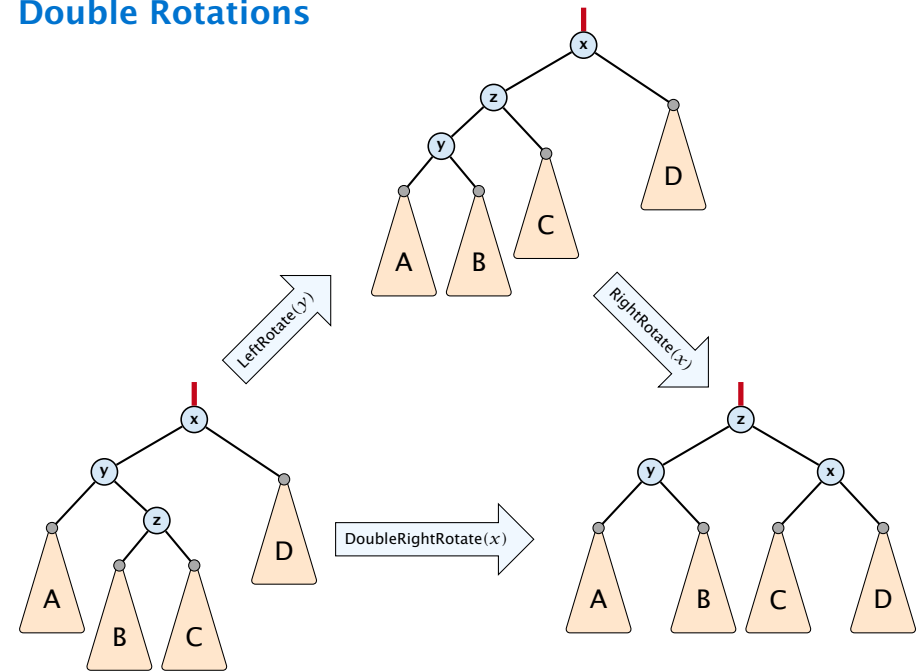 Double Rotations
x
z
y
D
C
A
B
LeftRotate(y)
RightRotate(x)
x
y
z
D
A
B
C
DoubleRightRotate(x)
z
y
x
A
B
C
D